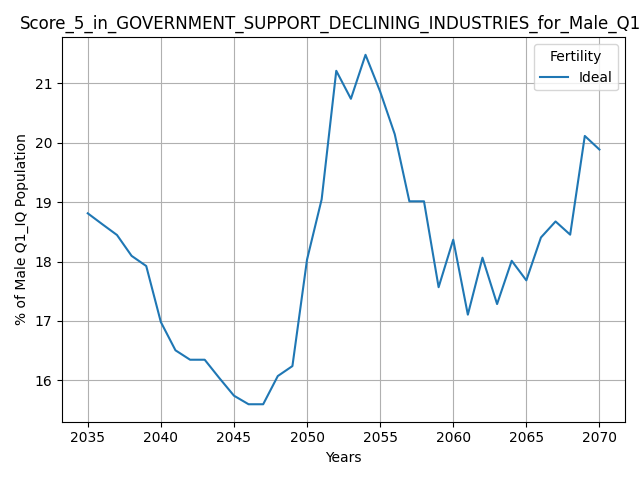 Score_5_in_GOVERNMENT_SUPPORT_DECLINING_INDUSTRIES_for_Male_Q1
Fertility
Ideal
% of Male Q1_IQ Population
21
20
19
18
17
16
2035 2040 2045 2050 2055 2060 2065 2070
Years